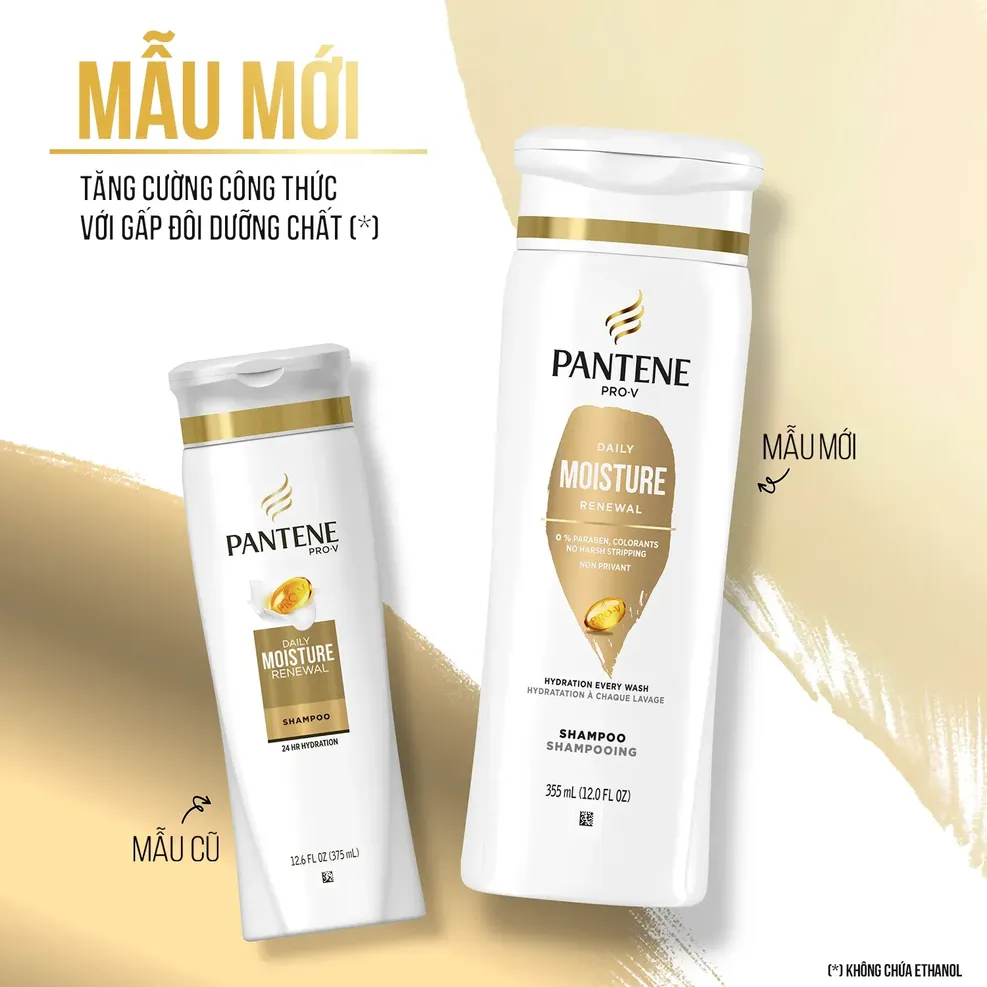 MẪU MỚI
TĂNG CƯỜNG CÔNG THỨC
VỚI GẤP ĐÔI DƯỠNG CHẤT (*)
PANTENE
PRO-V
DAILY
MOISTURE
RENEWAL
0 % PARABEN, COLORANTS
NO HARSH STRIPPING
NON PRIVANT
HYDRATION EVERY WASH
HYDRATATION À CHAQUE LAVAGE
SHAMPOO
SHAMPOOING
355 mL (12.0 FL OZ)
MẪU MỚI
PANTENE
PRO-V
PRO-V
DAILY
MOISTURE
RENEWAL
SHAMPOO
24 HR HYDRATION
12.6 FL OZ (375 mL)
MẪU CŨ
(*) KHÔNG CHỨA ETHANOL